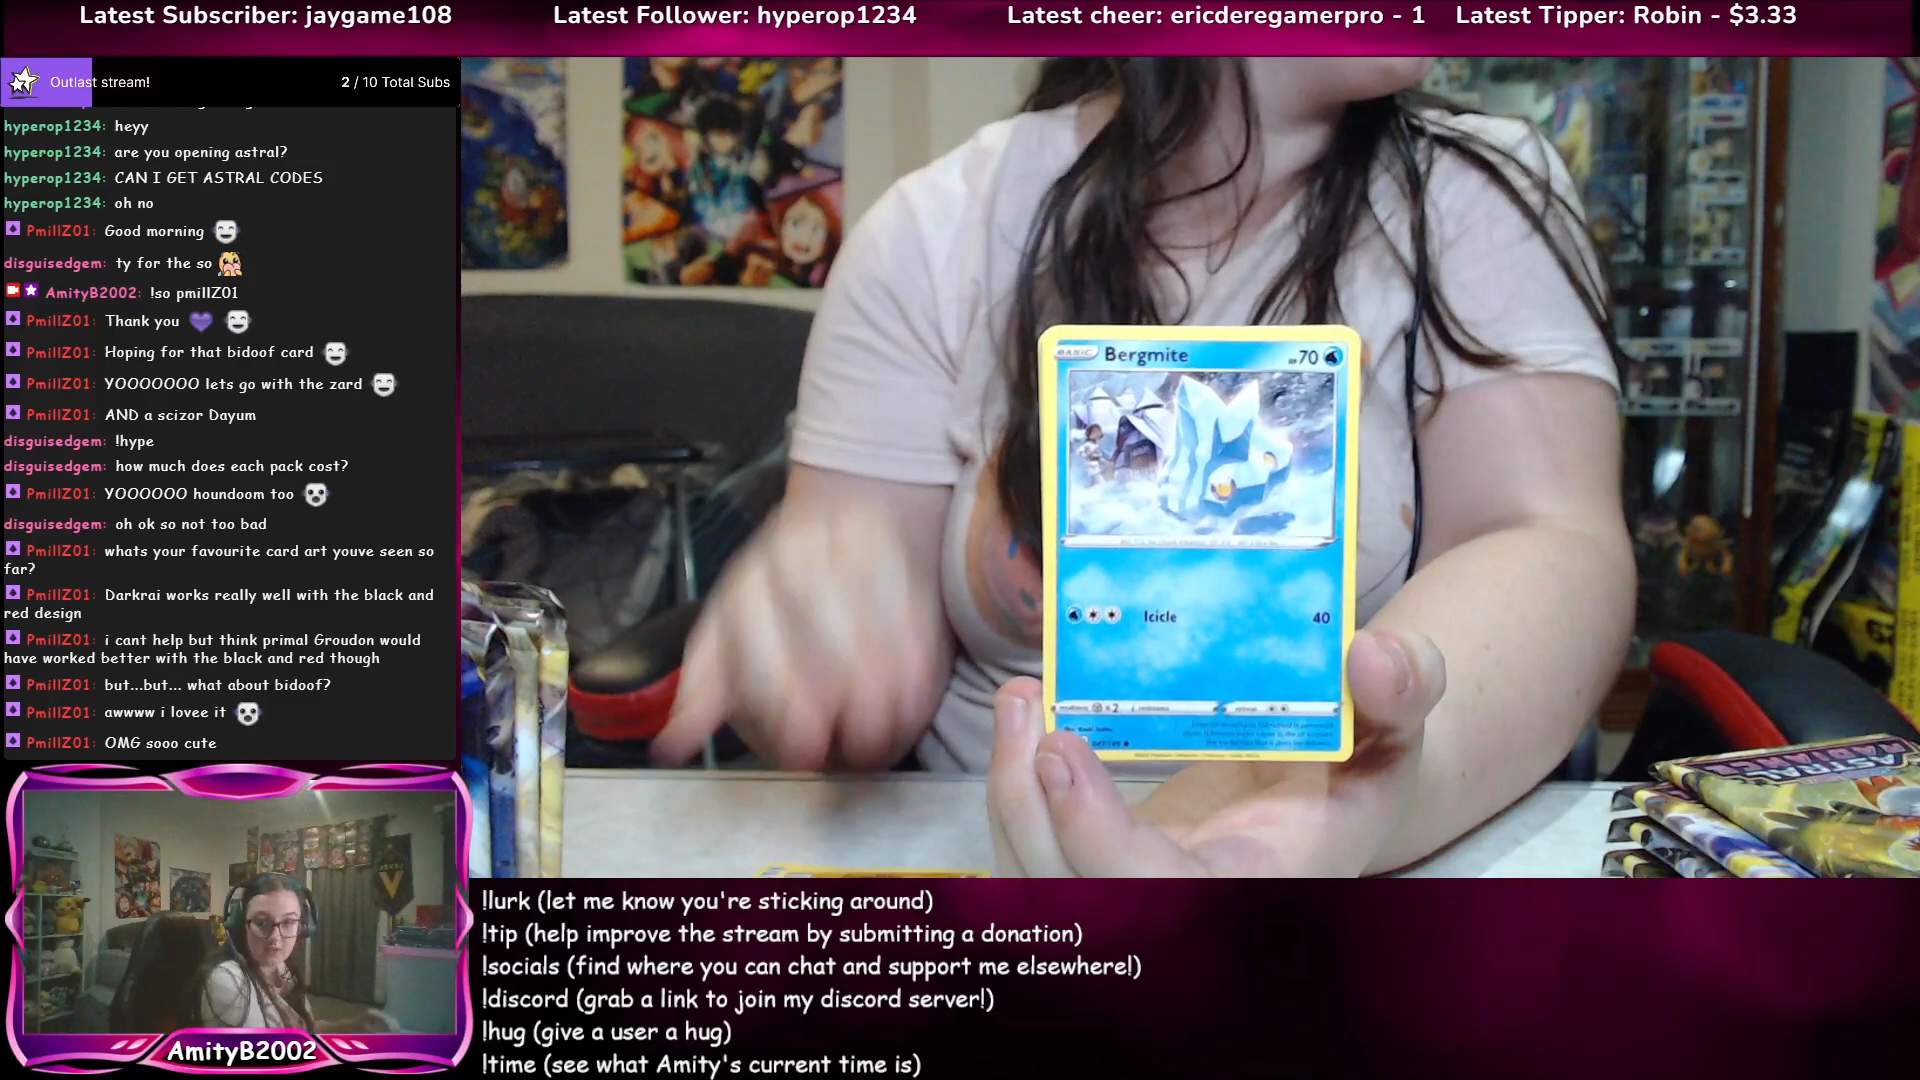 Latest Subscriber: jaygame108
Latest Follower: hyperop1234
Latest cheer: ericderegamerpro - 1
Latest Tipper: Robin - $3.33
Outlast stream!
2 / 10 Total Subs
hyperop1234: heyy
hyperop1234: are you opening astral?
hyperop1234: CAN I GET ASTRAL CODES
hyperop1234: oh no
PmillZ01: Good morning
disguisedgem: ty for the so
AmityB2002: !so pmillZ01
PmillZ01: Thank you
PmillZ01: Hoping for that bidoof card
PmillZ01: YOOOOOOO lets go with the zard
PmillZ01: AND a scizor Dayum
disguisedgem: !hype
disguisedgem: how much does each pack cost?
PmillZ01: YOOOOOO houndoom too
disguisedgem: oh ok so not too bad
PmillZ01: whats your favourite card art youve seen so
far?
PmillZ01: Darkrai works really well with the black and
red design
PmillZ01: i cant help but think primal Groudon would
have worked better with the black and red though
PmillZ01: but...but... what about bidoof?
PmillZ01: awwww i lovee it
PmillZ01: OMG sooo cute
BASIC Bergmite HP 70
Icicle 40
weakness x2 resistance retreat
ASTRAL
AmityB2002
!lurk (let me know you're sticking around)
!tip (help improve the stream by submitting a donation)
!socials (find where you can chat and support me elsewhere!)
!discord (grab a link to join my discord server!)
!hug (give a user a hug)
!time (see what Amity's current time is)